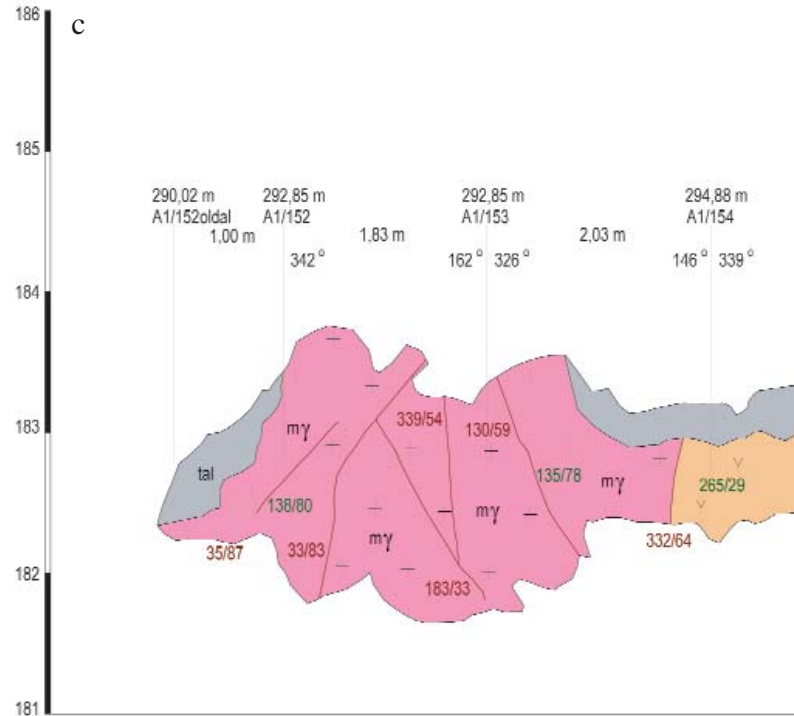 186
c
185
290,02 m 292,85 m 292,85 m 294,88 m
A1/152oldal A1/152 A1/153 A1/154
1,00 m 1,83 m 2,03 m
342 o 162 o 326 o 146 o 339 o
184
183
339/54 130/59
mγ
tal 135/78 mγ 265/29
138/80 mγ
mγ
35/87 33/83 332/64
182
183/33
181